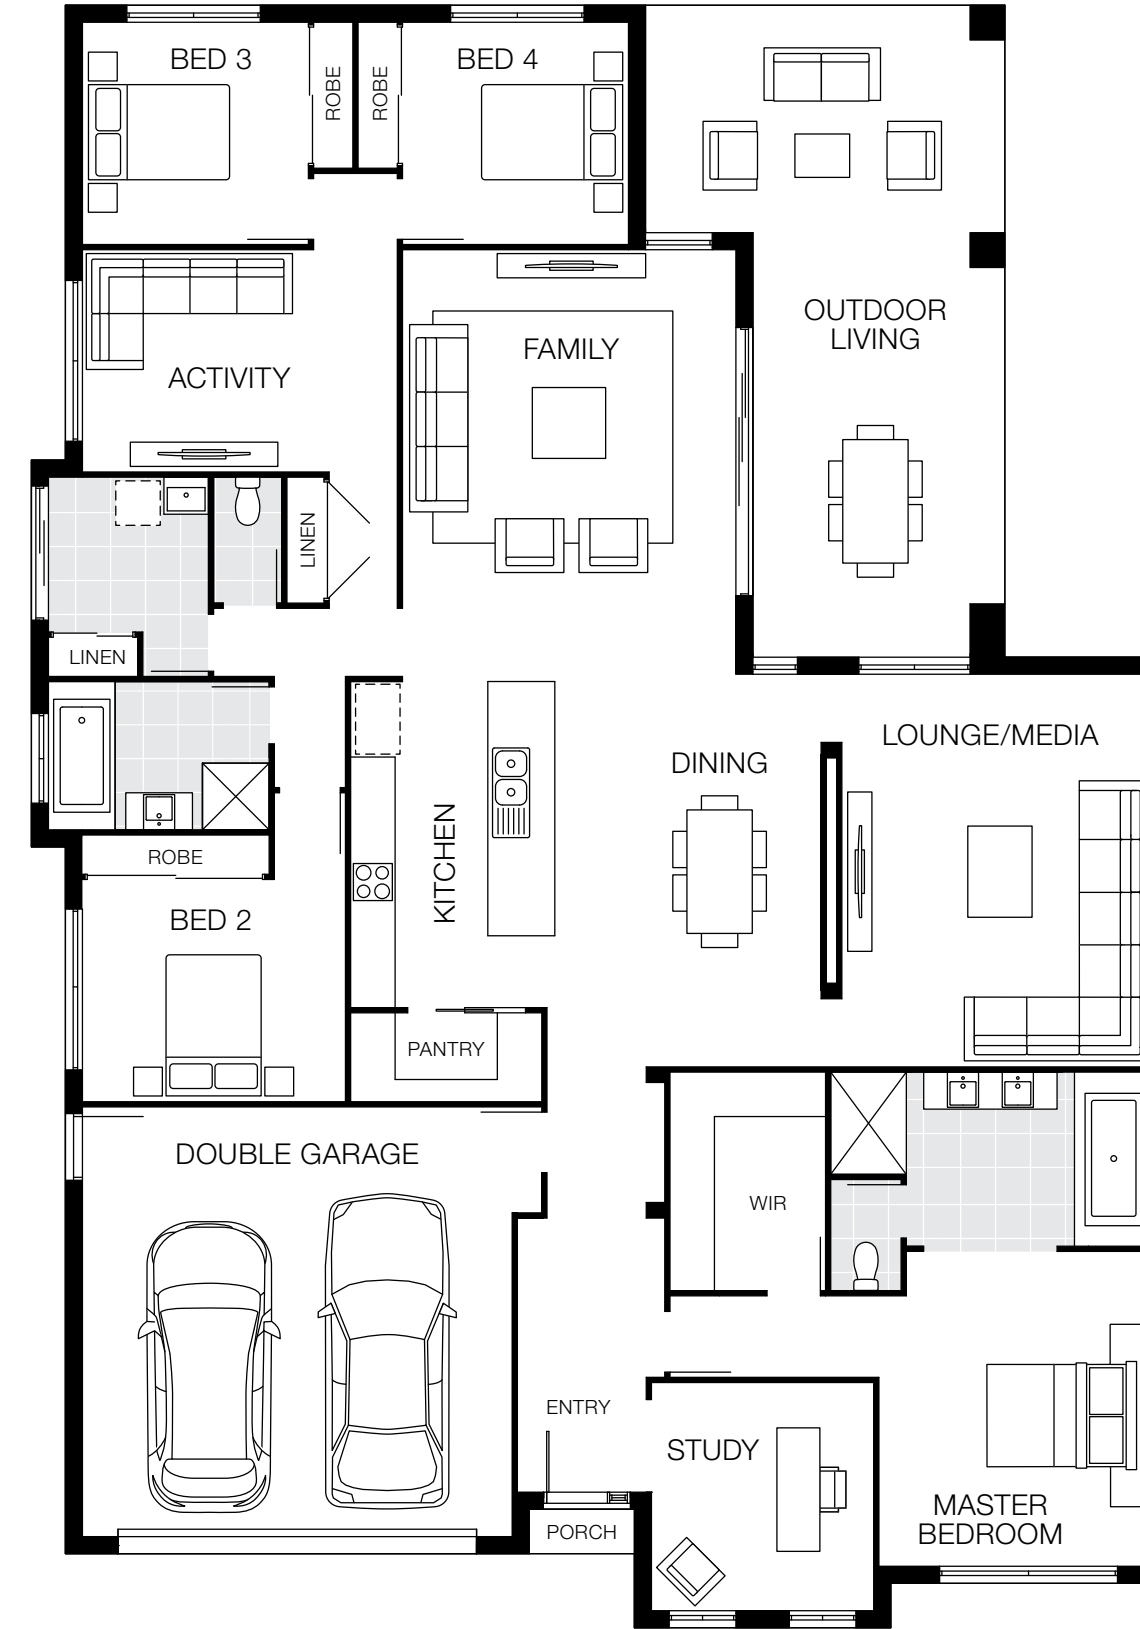 BED 3
ROBE
ROBE
BED 4
OUTDOOR
LIVING
FAMILY
ACTIVITY
LINEN
LINEN
LOUNGE/MEDIA
DINING
KITCHEN
ROBE
BED 2
PANTRY
DOUBLE GARAGE
WIR
ENTRY
STUDY
MASTER
BEDROOM
PORCH